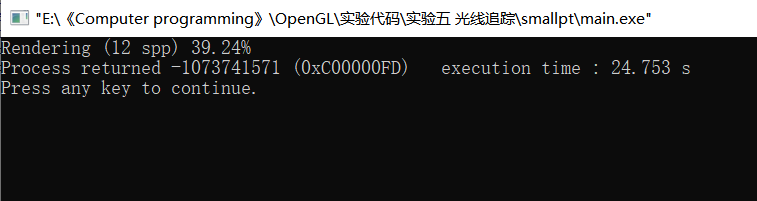 "E:\《Computer programming》\OpenGL\实验代码\实验五 光线追踪\smallpt\main.exe"
Rendering (12 spp) 39.24%
Process returned -1073741571 (0xC00000FD)   execution time : 24.753 s
Press any key to continue.